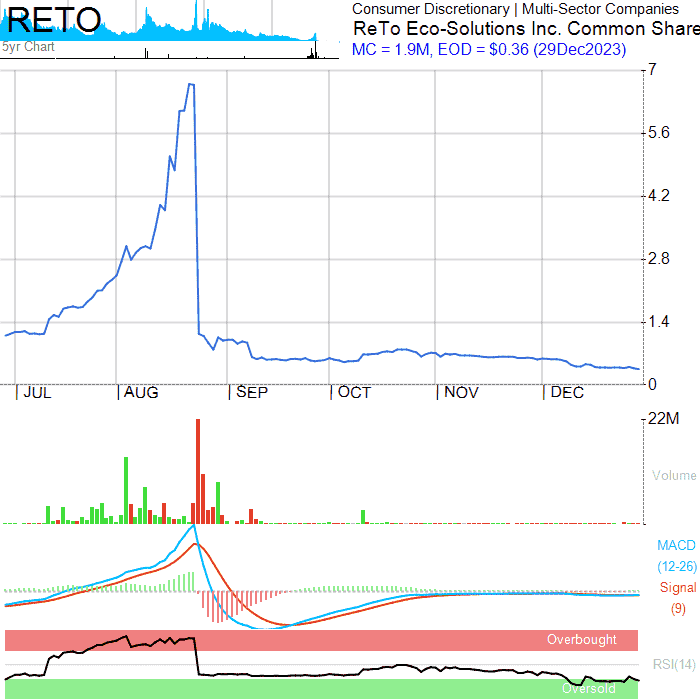 RETO
5yr Chart
Consumer Discretionary | Multi-Sector Companies
ReTo Eco-Solutions Inc. Common Share
MC = 1.9M, EOD = $0.36 (29Dec2023)
7
5.6
4.2
2.8
1.4
0
| JUL | AUG | SEP | OCT | NOV | DEC
22M
Volume
MACD
(12-26)
Signal
(9)
Overbought
RSI(14)
Oversold